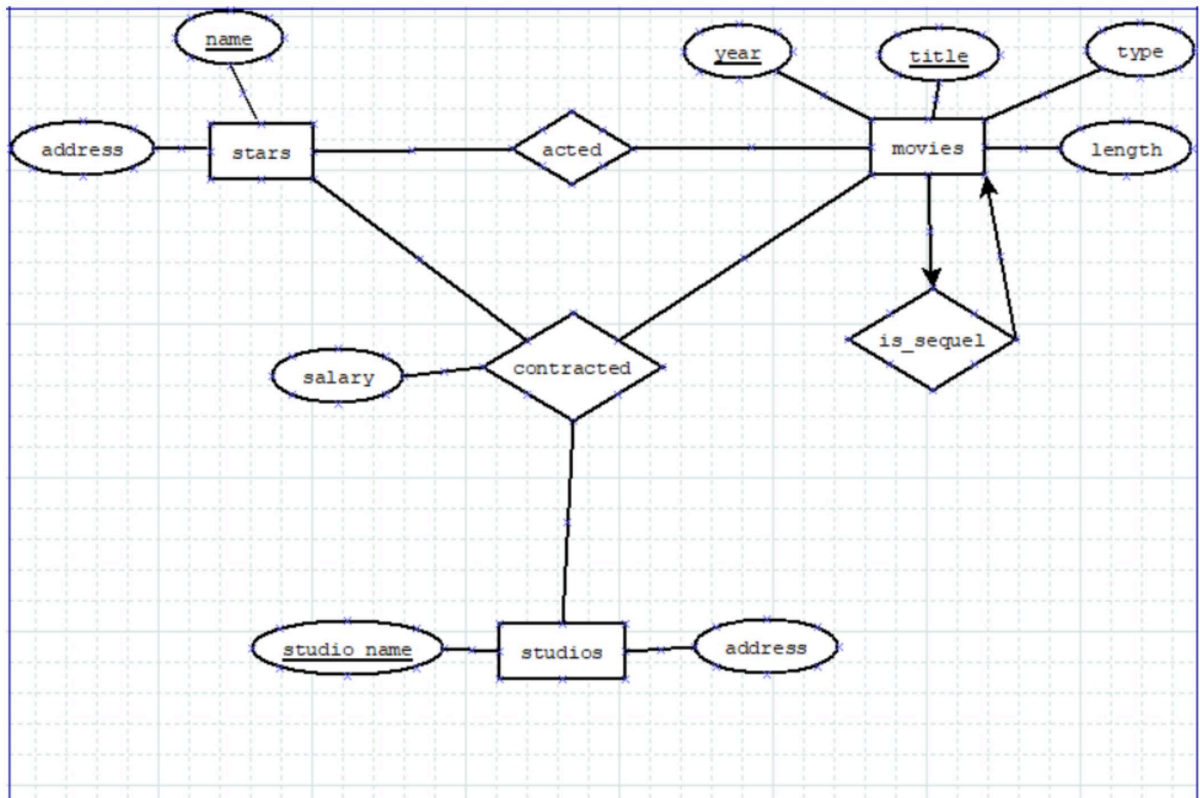 name
year
title
type
address
stars
acted
movies
length
is_sequel
contracted
salary
studio name
studios
address